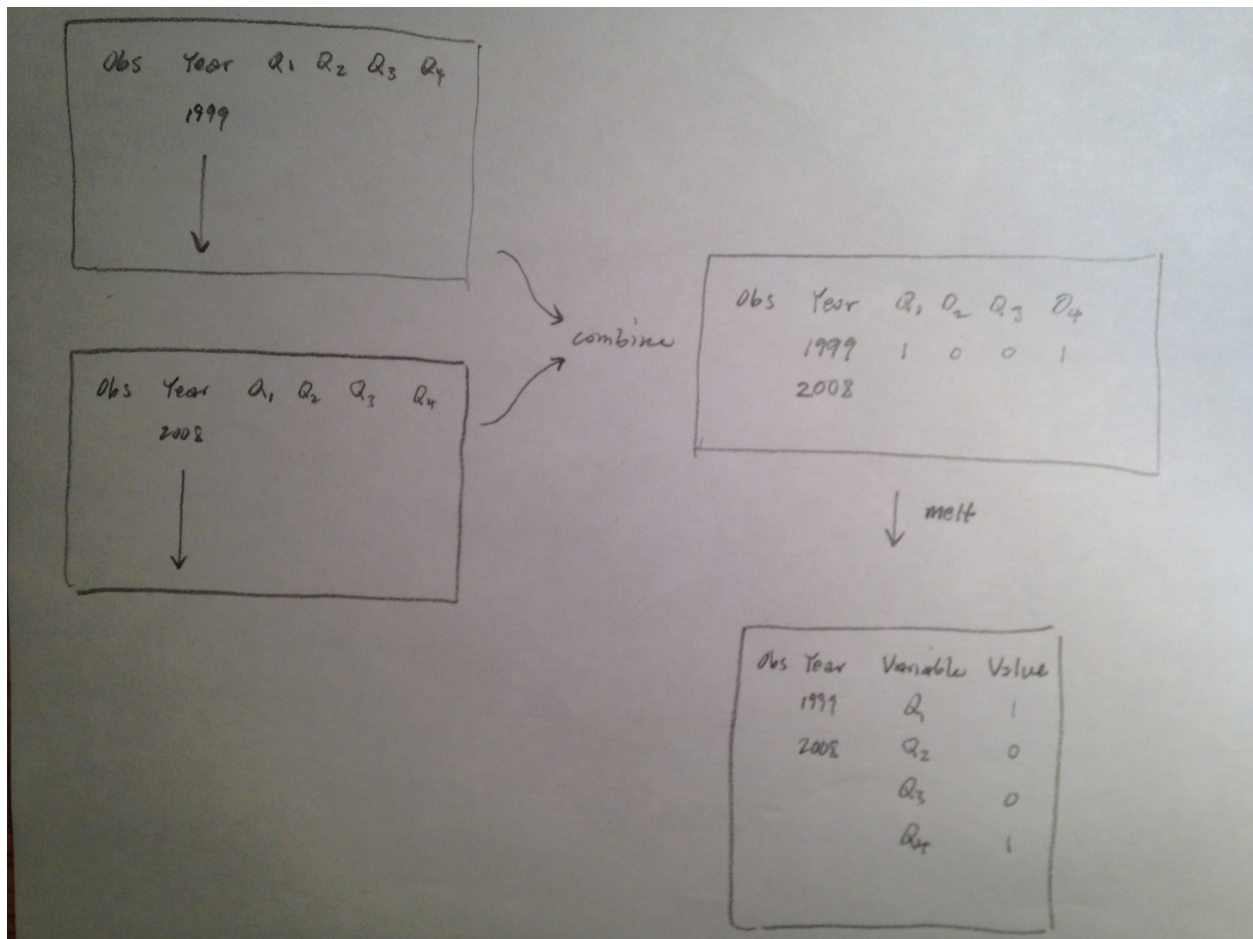 Obs Year Q1 Q2 Q3 Q4
1999
Obs Year Q1 Q2 Q3 Q4
2008
combine
Obs Year Q1 Q2 Q3 Q4
1999 1 0 0 1
2008
melt
Obs Year Variable Value
1999 Q1 1
2008 Q2 0
Q3 0
Q4 1